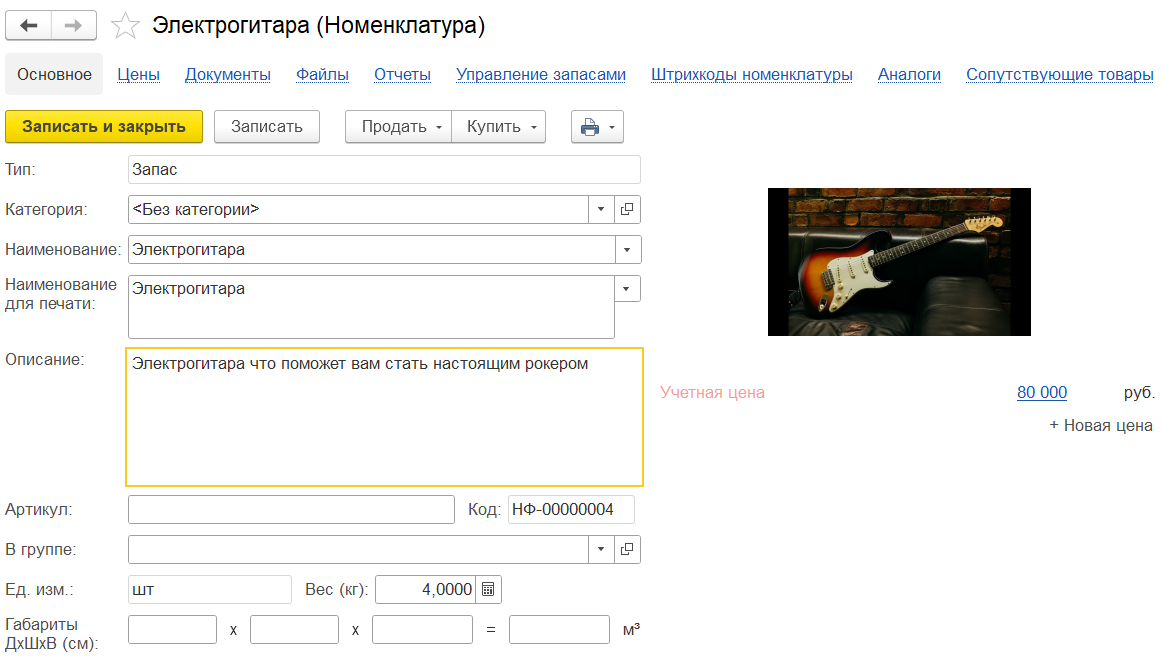 Электрогитара (Номенклатура)
Основное Цены Документы Файлы Отчеты Управление запасами Штрихкоды номенклатуры Аналоги Сопутствующие товары
Записать и закрыть Записать Продать Купить
Тип: Запас
Категория: <Без категории>
Наименование: Электрогитара
Наименование для печати: Электрогитара
Описание: Электрогитара что поможет вам стать настоящим рокером
Учетная цена 80 000 руб.
+ Новая цена
Артикул: Код: НФ-00000004
В группе:
Ед. изм.: шт Вес (кг): 4,0000
Габариты
ДхШхВ (см): х х = м³